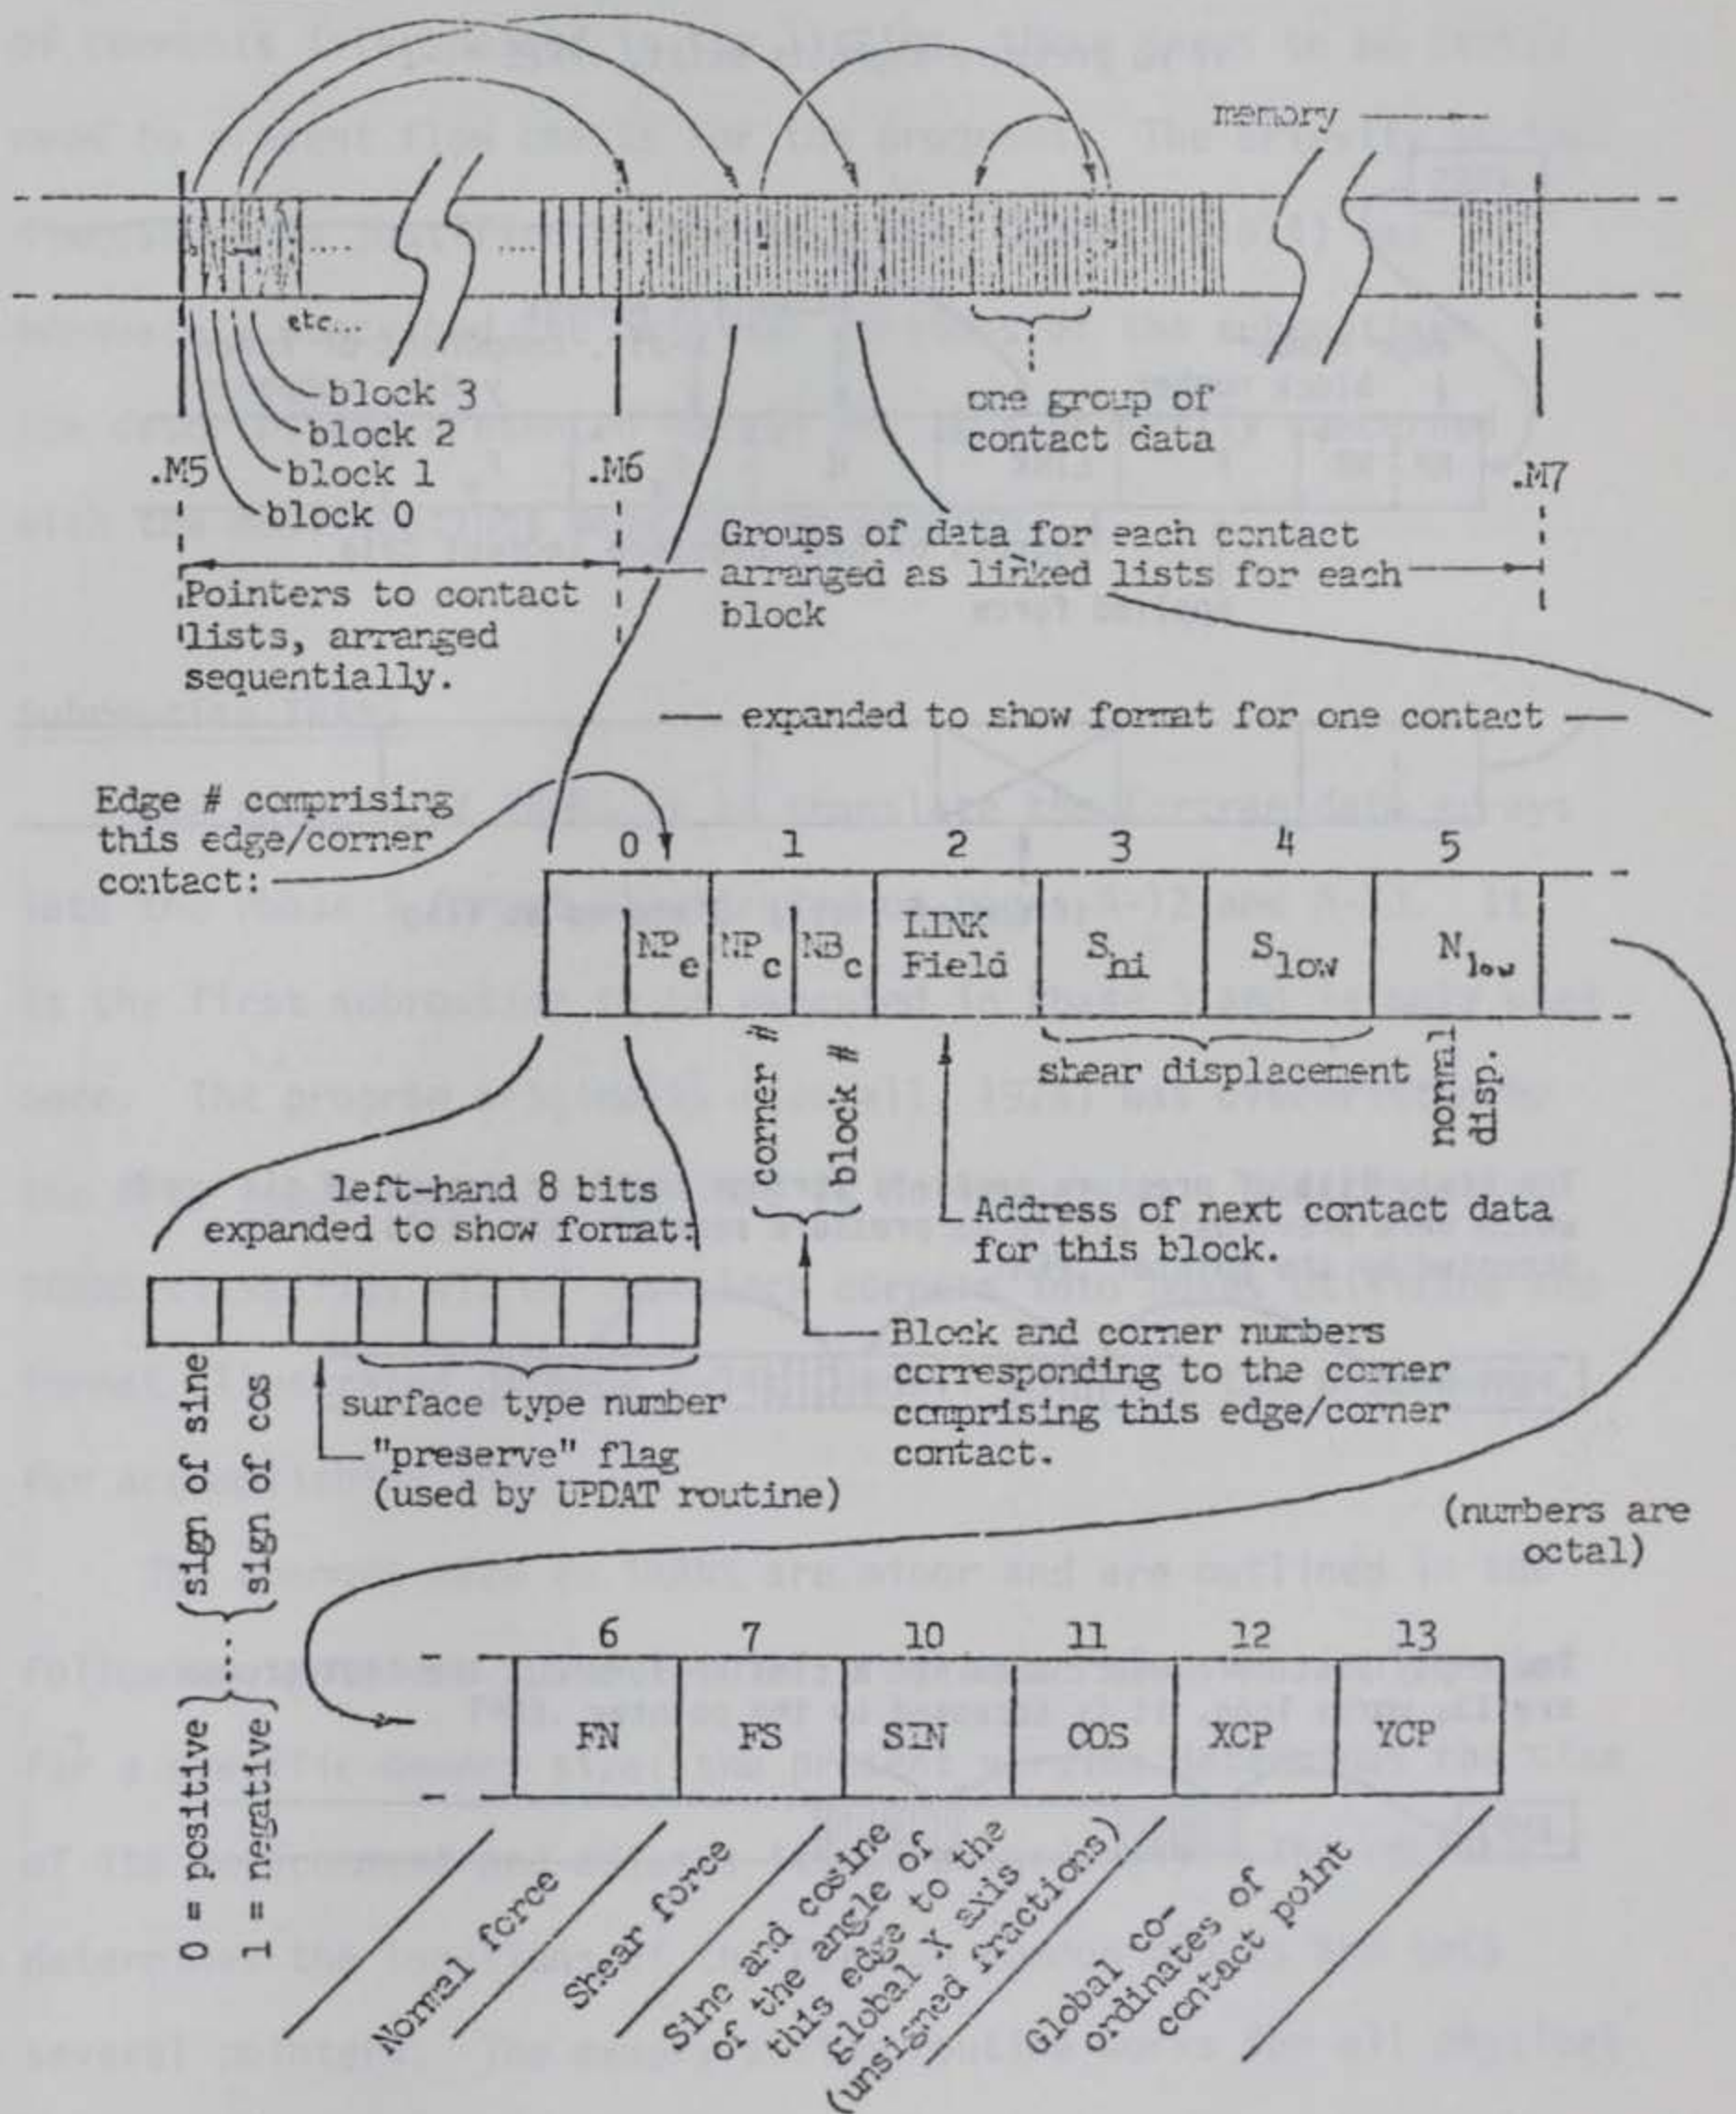 memory
....
....
etc...
block 3
block 2
.M5
block 1
.M6
block 0
one group of
contact data
.M7
Pointers to contact
lists, arranged
sequentially.
Groups of data for each contact
arranged as linked lists for each
block
expanded to show format for one contact
Edge # comprising
this edge/corner
contact:
0 1 2 3 4 5
NPe NPc NBc LINK Field Shi Slow Nlow
corner #
block #
shear displacement
normal
disp.
left-hand 8 bits
expanded to show format:
Address of next contact data
for this block.
Block and corner numbers
corresponding to the corner
comprising this edge/corner
contact.
surface type number
"preserve" flag
(used by UPDAT routine)
sign of sine
sign of cos
0 = positive
1 = negative
(numbers are
octal)
6 7 10 11 12 13
FN FS SIN COS XCP YCP
Normal force
Shear force
Sine and cosine
of the angle of
this edge to the
global X axis
(unsigned fractions)
Global co-
ordinates of
contact point